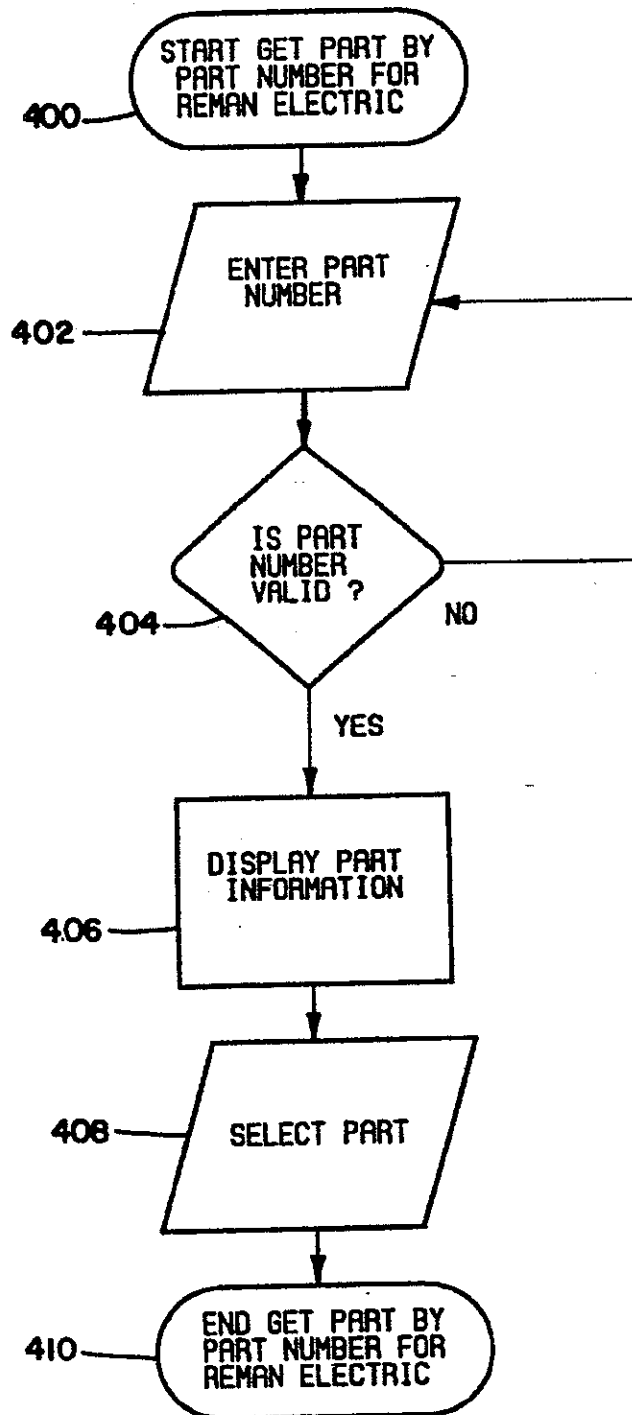 START GET PART BY
PART NUMBER FOR
REMAN ELECTRIC
400
ENTER PART
NUMBER
402
IS PART
NUMBER
VALID ?
404
NO
YES
DISPLAY PART
INFORMATION
406
SELECT PART
408
END GET PART BY
PART NUMBER FOR
REMAN ELECTRIC
410